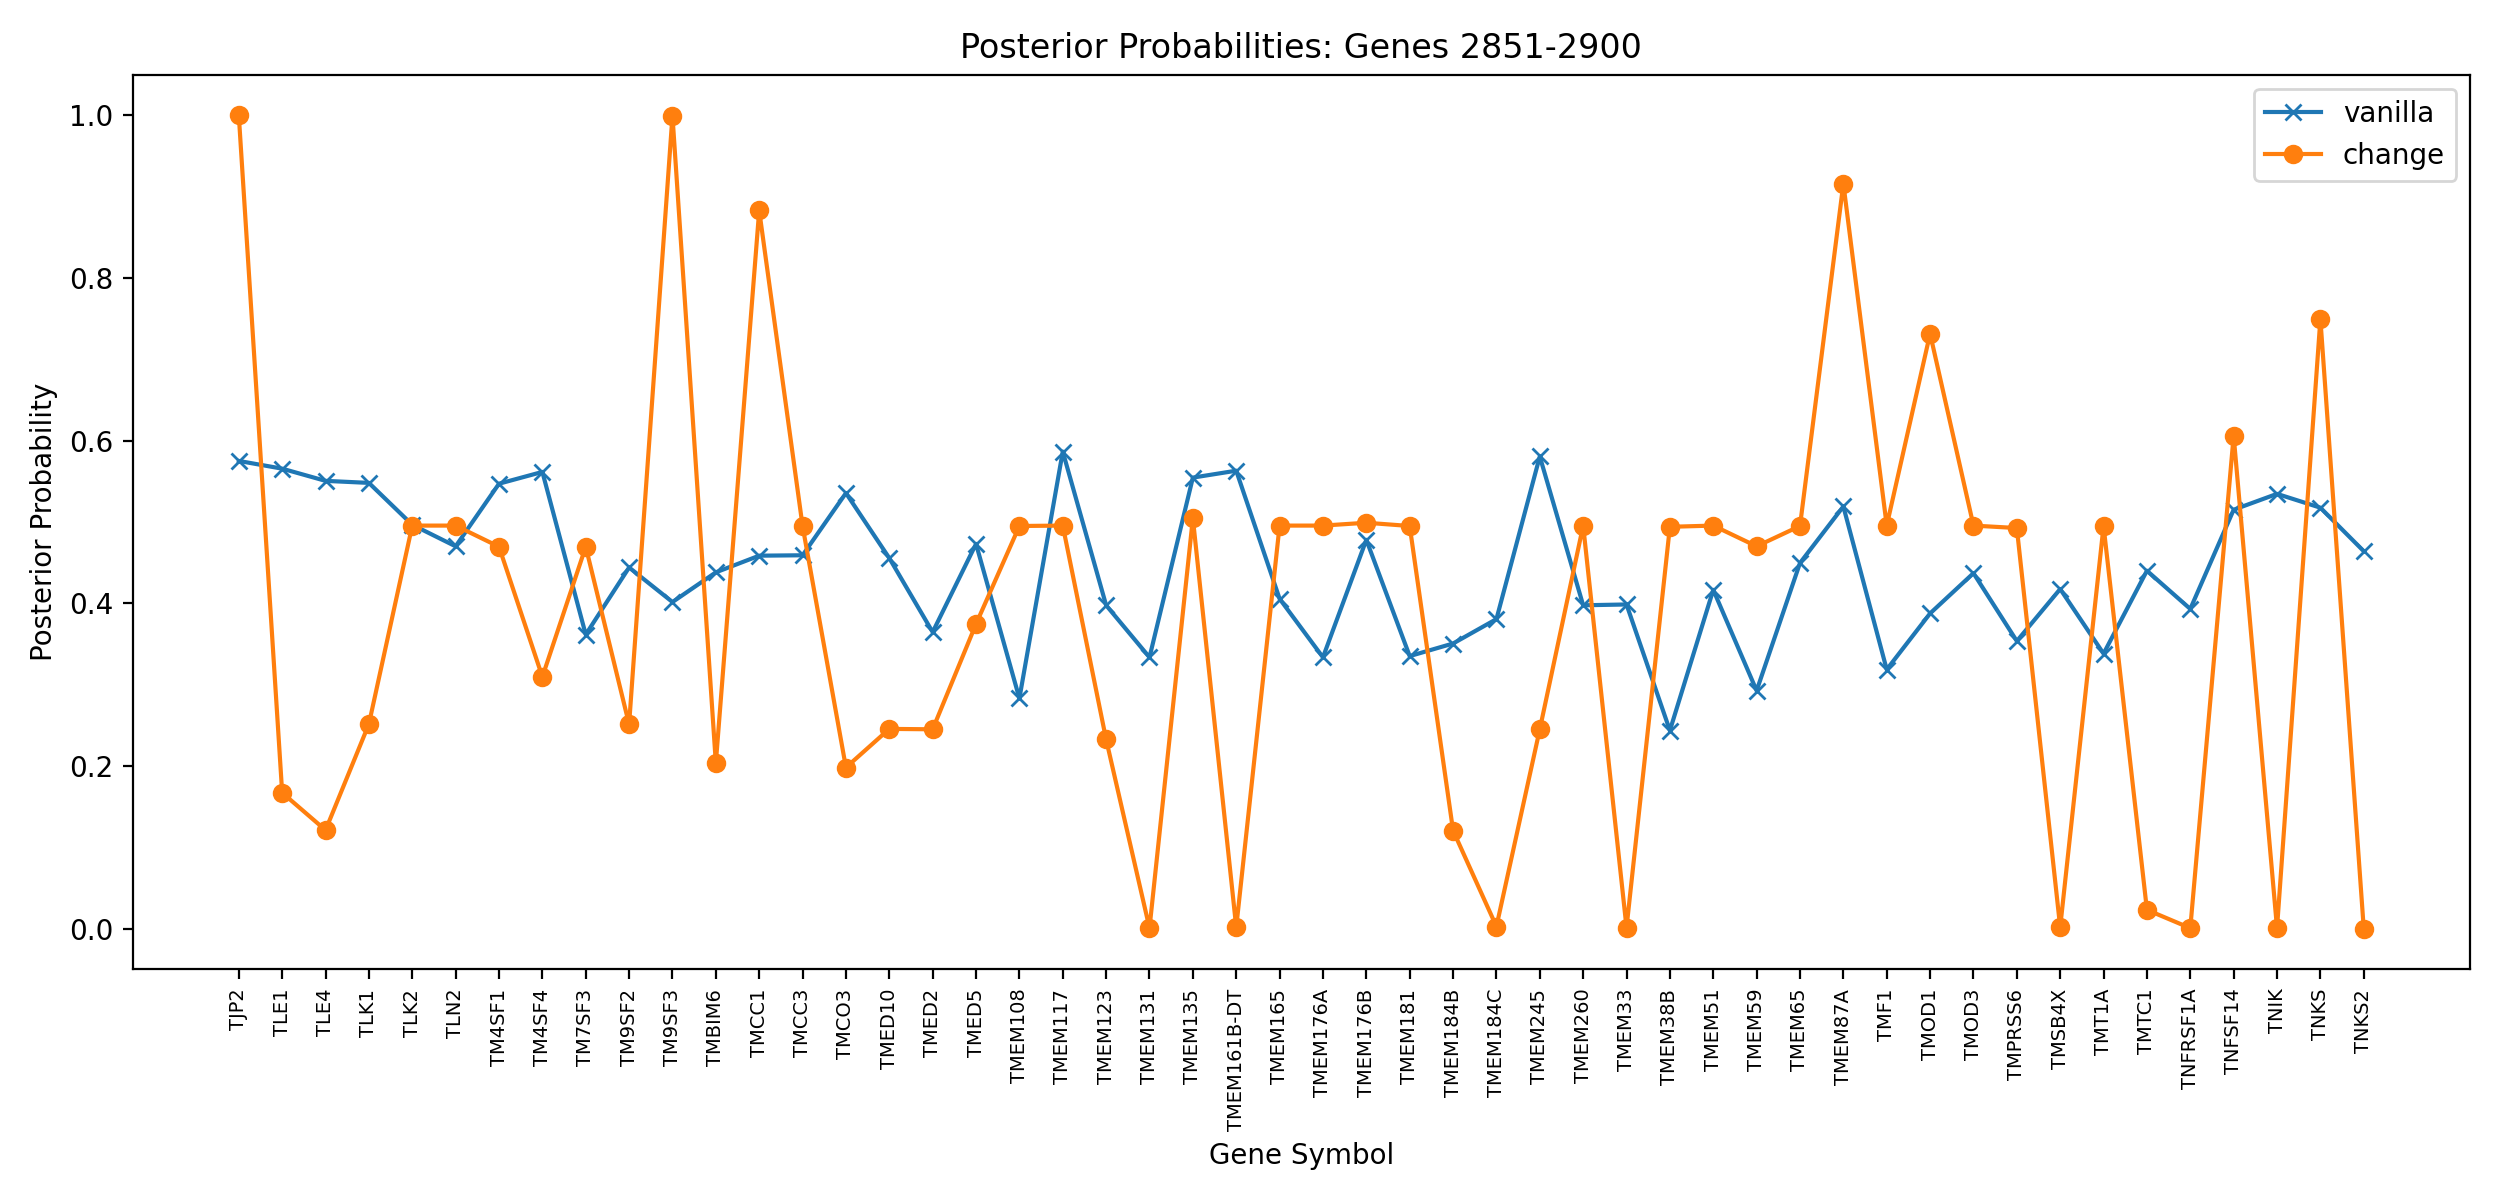 Posterior Probabilities: Genes 2851-2900
vanilla
change
Posterior Probability
1.0
0.8
0.6
0.4
0.2
0.0
TJP2
TLE1
TLE4
TLK1
TLK2
TLN2
TM4SF1
TM4SF4
TM7SF3
TM9SF2
TM9SF3
TMBIM6
TMCC1
TMCC3
TMCO3
TMED10
TMED2
TMED5
TMEM108
TMEM117
TMEM123
TMEM131
TMEM135
TMEM161B-DT
TMEM165
TMEM176A
TMEM176B
TMEM181
TMEM184B
TMEM184C
TMEM245
TMEM260
TMEM33
TMEM38B
TMEM51
TMEM59
TMEM65
TMEM87A
TMF1
TMOD1
TMOD3
TMPRSS6
TMSB4X
TMT1A
TMTC1
TNFRSF1A
TNFSF14
TNIK
TNKS
TNKS2
Gene Symbol